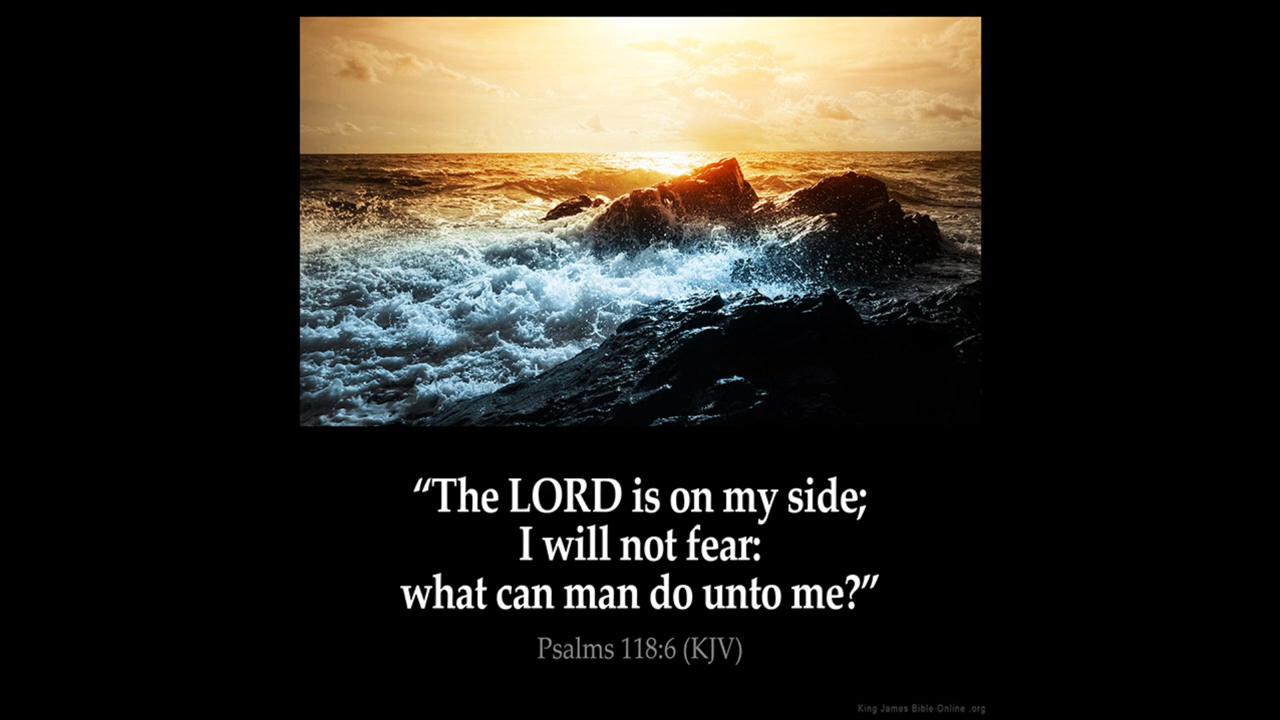 “The LORD is on my side;
I will not fear:
what can man do unto me?”
Psalms 118:6 (KJV)
King James Bible Online .org